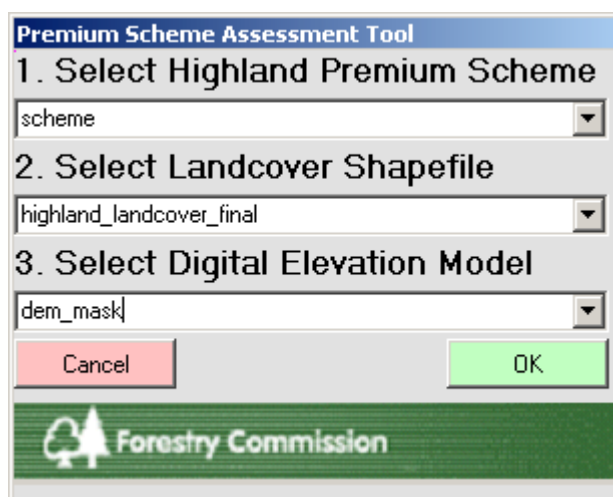 Premium Scheme Assessment Tool
1. Select Highland Premium Scheme
scheme
2. Select Landcover Shapefile
highland_landcover_final
3. Select Digital Elevation Model
dem_mask
Cancel OK
Forestry Commission